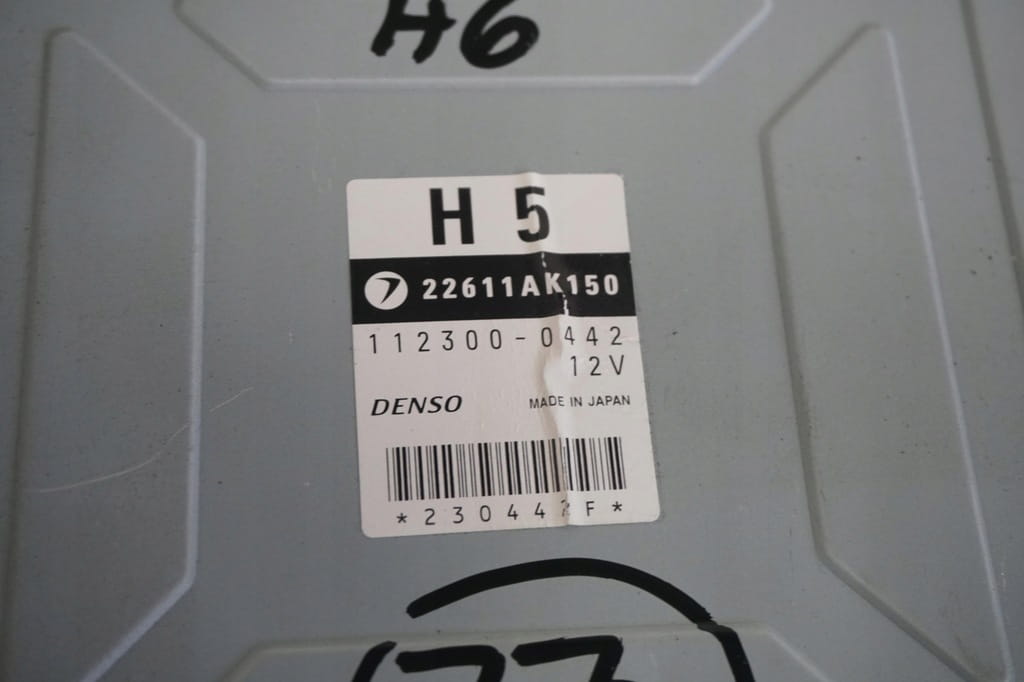 H6
H 5
22611AK150
112300-0442
12V
DENSO
MADE IN JAPAN